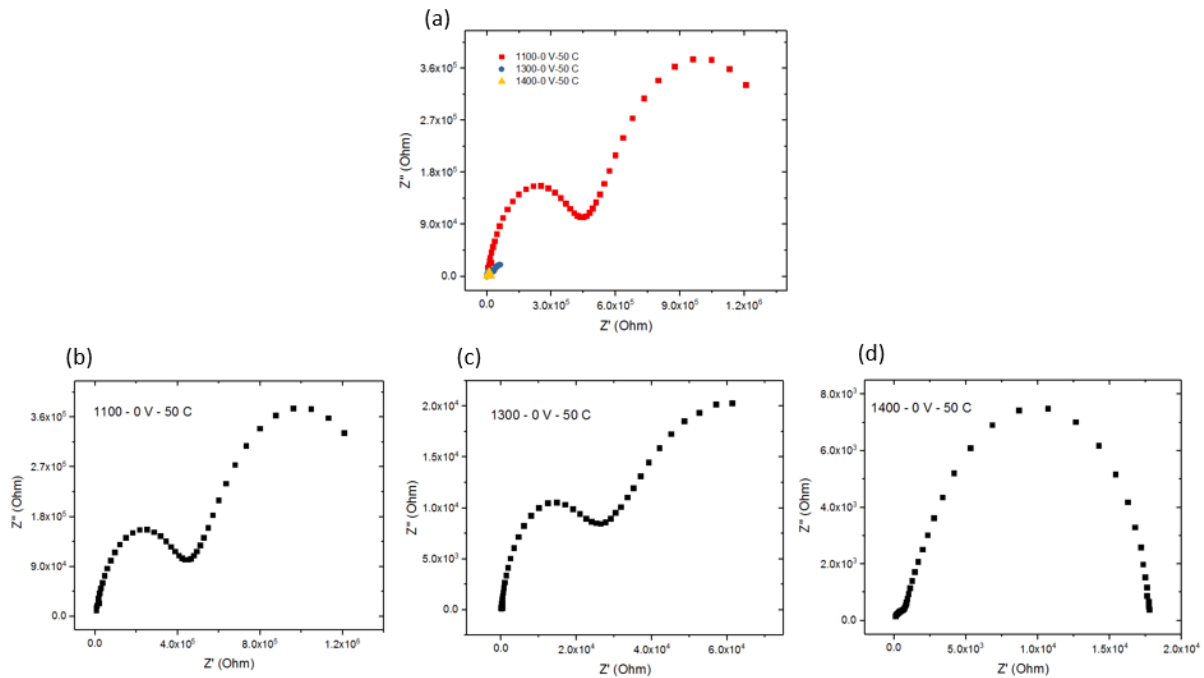 (a)
1100-0 V-50 C
1300-0 V-50 C
1400-0 V-50 C
3.6x10⁵
2.7x10⁵
1.8x10⁵
9.0x10⁴
0.0
Z" (Ohm)
0.0 3.0x10⁵ 6.0x10⁵ 9.0x10⁵ 1.2x10⁶
Z' (Ohm)
(b)
1100 - 0 V - 50 C
3.6x10⁵
2.7x10⁵
1.8x10⁵
9.0x10⁴
0.0
Z" (Ohm)
0.0 4.0x10⁵ 8.0x10⁵ 1.2x10⁶
Z' (Ohm)
(c)
1300 - 0 V - 50 C
2.0x10⁴
1.5x10⁴
1.0x10⁴
5.0x10³
0.0
Z" (Ohm)
0.0 2.0x10⁴ 4.0x10⁴ 6.0x10⁴
Z' (Ohm)
(d)
1400 - 0 V - 50 C
8.0x10³
6.0x10³
4.0x10³
2.0x10³
0.0
Z" (Ohm)
0.0 5.0x10³ 1.0x10⁴ 1.5x10⁴ 2.0x10⁴
Z' (Ohm)